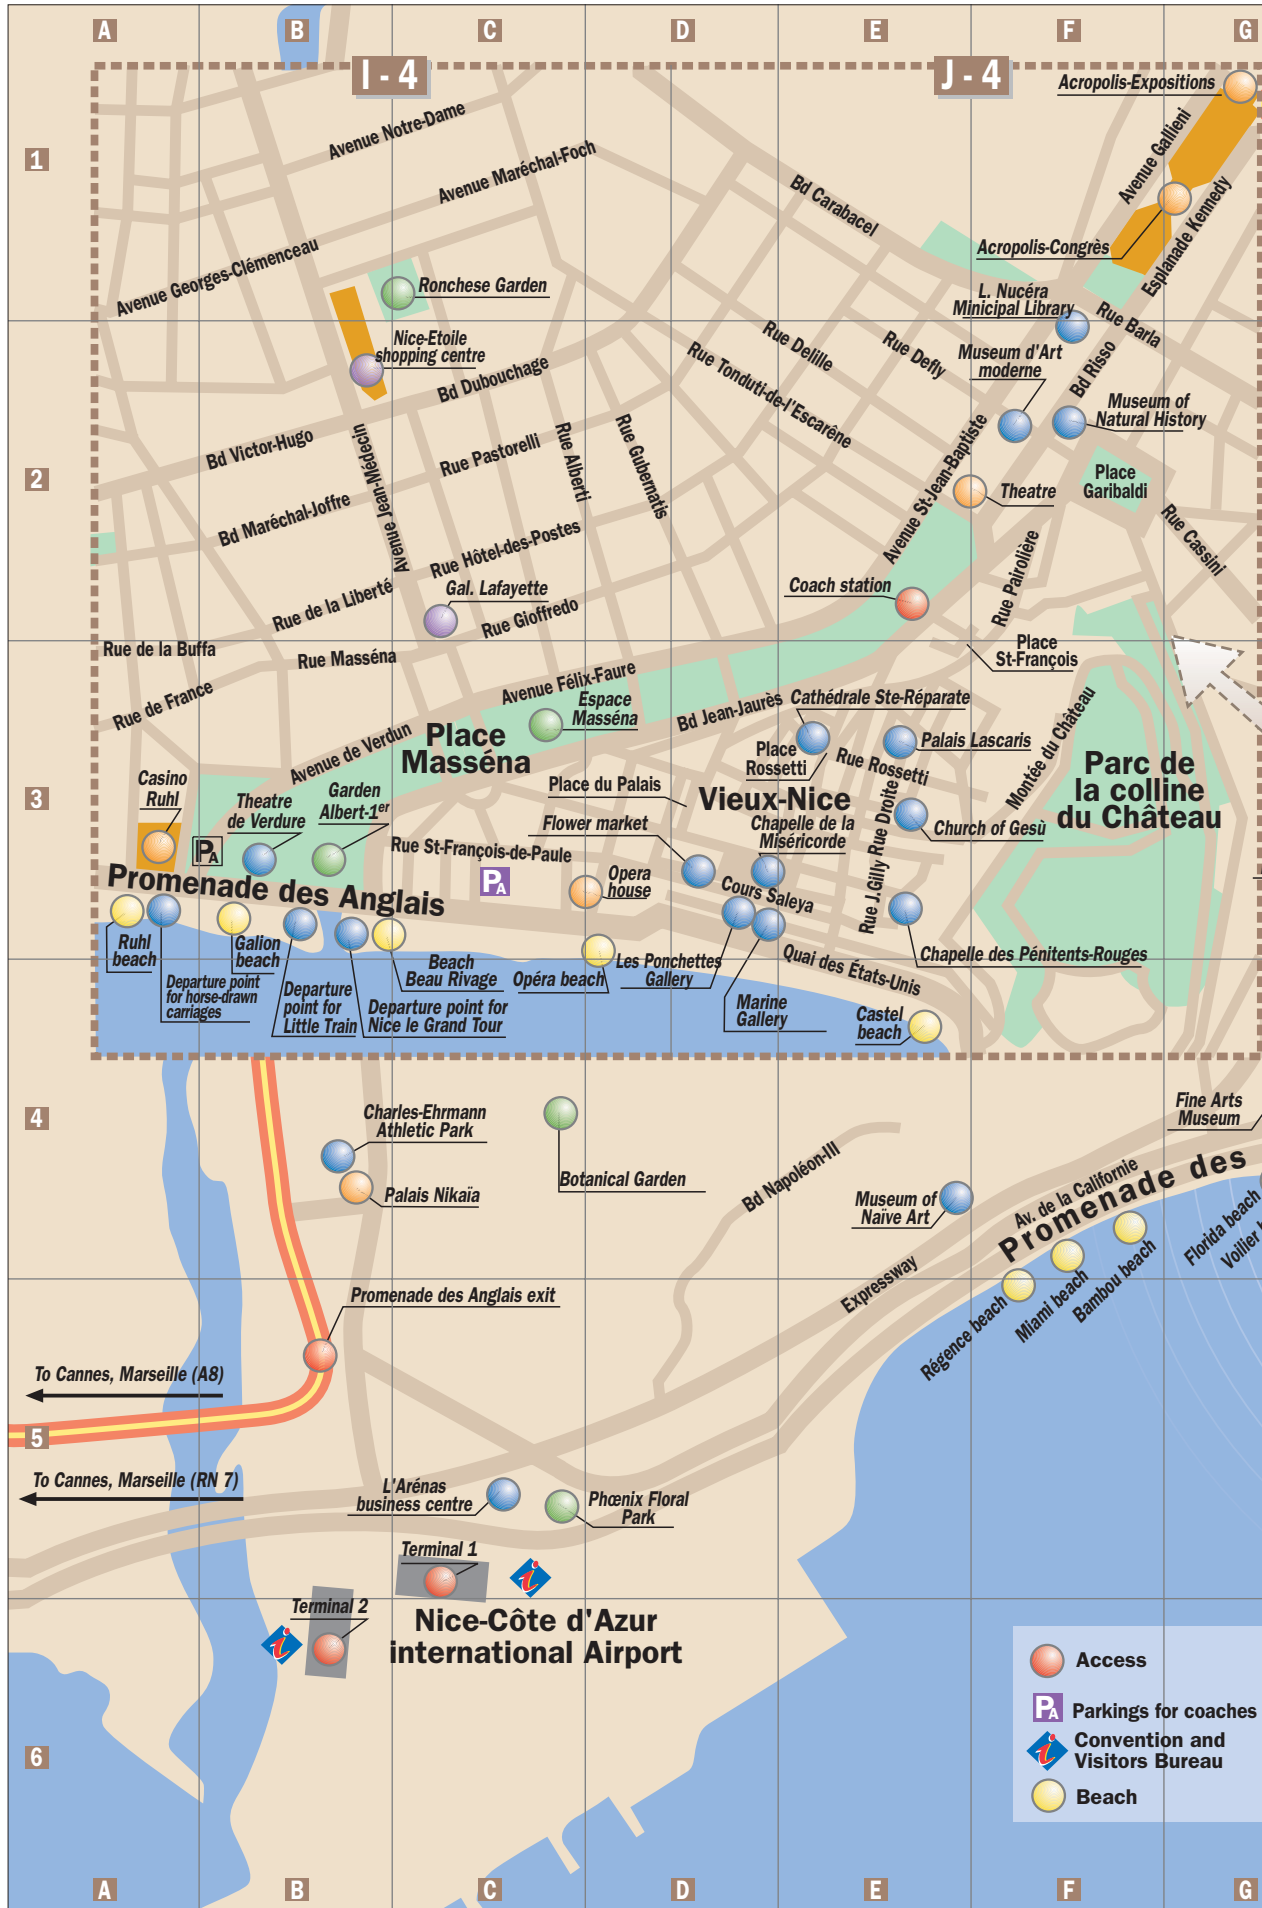 A
B
C
D
E
F
G
I - 4
J - 4
Acropolis-Expositions
1
Avenue Notre-Dame
Avenue Maréchal-Foch
Avenue Gallieni
Bd Carabacel
Esplanade Kennedy
Acropolis-Congrès
Avenue Georges-Clémenceau
Ronchese Garden
L. Nucéra
Minicipal Library
Rue Barla
Nice-Etoile
shopping centre
Rue Delille
Rue Defly
Museum d'Art
moderne
Bd Risso
Rue Tonduti-de-l'Escarène
Bd Dubouchage
Museum of
Natural History
Bd Victor-Hugo
Avenue Jean-Médecin
Rue Pastorelli
Rue Alberti
Rue Gubernatis
Avenue St-Jean-Baptiste
2
Place
Garibaldi
Theatre
Bd Maréchal-Joffre
Rue Hôtel-des-Postes
Rue Cassini
Rue Pairolière
Coach station
Rue de la Liberté
Gal. Lafayette
Rue Gioffredo
Rue de la Buffa
Rue Masséna
Place
St-François
Rue de France
Avenue Félix-Faure
Espace
Masséna
Bd Jean-Jaurès
Cathédrale Ste-Réparate
Avenue de Verdun
Place
Masséna
Place
Rossetti
Rue Rossetti
Palais Lascaris
Montée du Château
Parc de
la colline
du Château
Casino
Ruhl
Theatre
de Verdure
Garden
Albert-1er
Place du Palais
Vieux-Nice
Rue Droite
3
Flower market
Chapelle de la
Miséricorde
Church of Gesù
PA
Rue St-François-de-Paule
PA
Opera
house
Promenade des Anglais
Cours Saleya
Rue J.Gilly
Ruhl
beach
Galion
beach
Beach
Beau Rivage
Opéra beach
Les Ponchettes
Gallery
Quai des États-Unis
Chapelle des Pénitents-Rouges
Departure point
for horse-drawn
carriages
Departure
point for
Little Train
Departure point for
Nice le Grand Tour
Marine
Gallery
Castel
beach
4
Charles-Ehrmann
Athletic Park
Fine Arts
Museum
Palais Nikaïa
Botanical Garden
Bd Napoléon-III
Museum of
Naïve Art
Av. de la Californie
Promenade des
Florida beach
Voilier
Bambou beach
Miami beach
Régence beach
Expressway
Promenade des Anglais exit
To Cannes, Marseille (A8)
5
To Cannes, Marseille (RN 7)
L'Arénas
business centre
Phœnix Floral
Park
Terminal 1
i
Terminal 2
i
Nice-Côte d'Azur
international Airport
Access
PA Parkings for coaches
i Convention and
Visitors Bureau
Beach
6
A
B
C
D
E
F
G